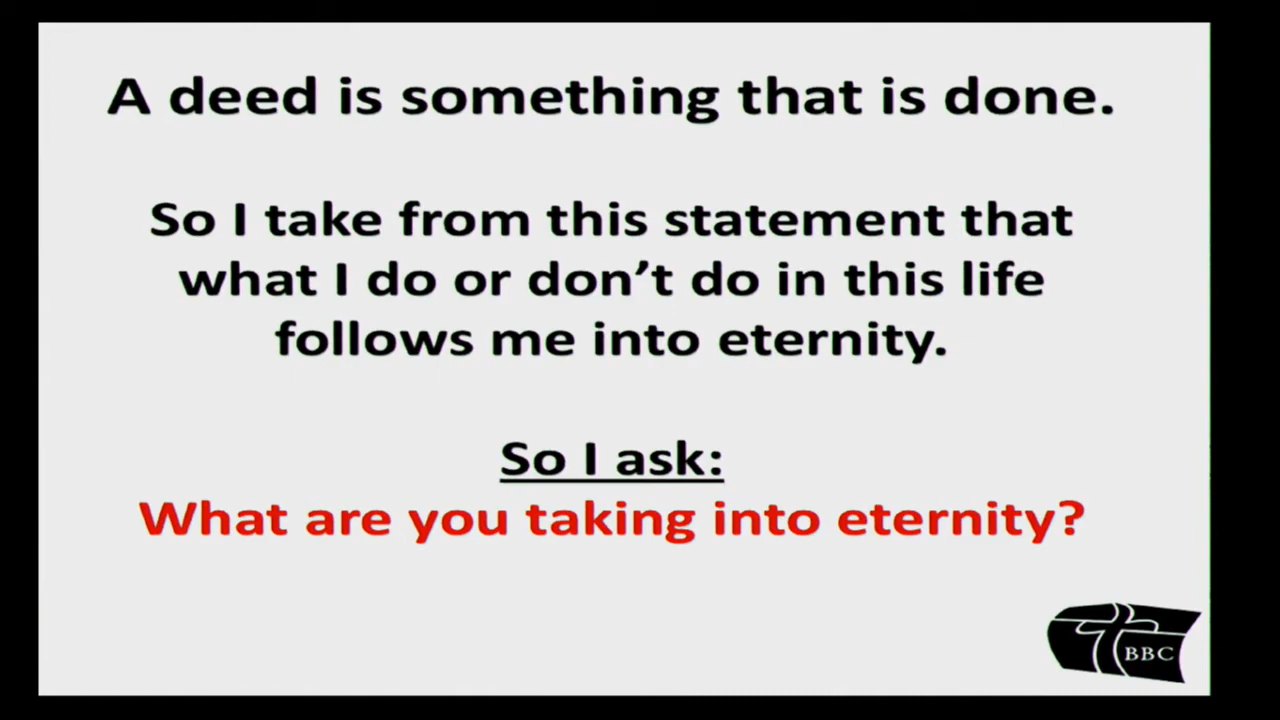 A deed is something that is done.
So I take from this statement that
what I do or don’t do in this life
follows me into eternity.
So I ask:
What are you taking into eternity?
BBC